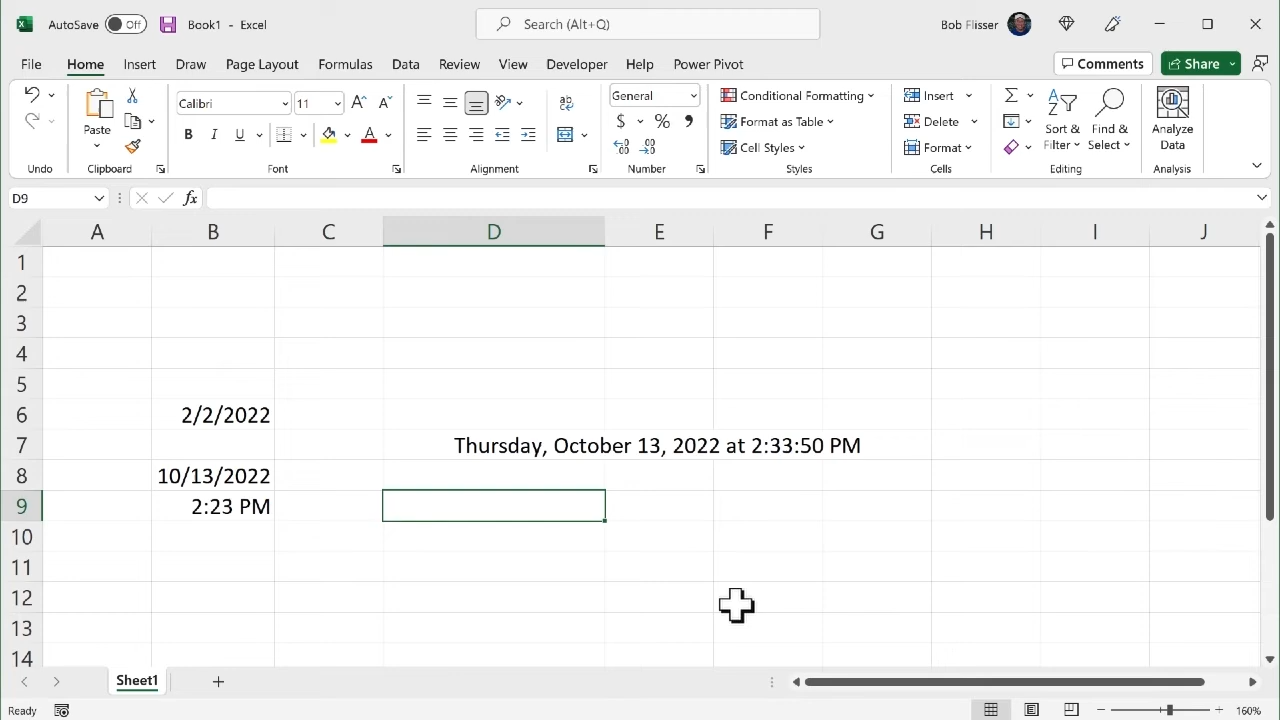 AutoSave Off Book1 - Excel Search (Alt+Q) Bob Flisser
File Home Insert Draw Page Layout Formulas Data Review View Developer Help Power Pivot Comments Share
Calibri 11 General Conditional Formatting Insert
Paste B I U A $ % Format as Table Delete Sort & Filter Find & Select Analyze Data
Cell Styles Format
Undo Clipboard Font Alignment Number Styles Cells Editing Analysis
D9 fx
A B C D E F G H I J
1
2
3
4
5
6 2/2/2022
7 Thursday, October 13, 2022 at 2:33:50 PM
8 10/13/2022
9 2:23 PM
10
11
12
13
14
Sheet1
Ready 160%